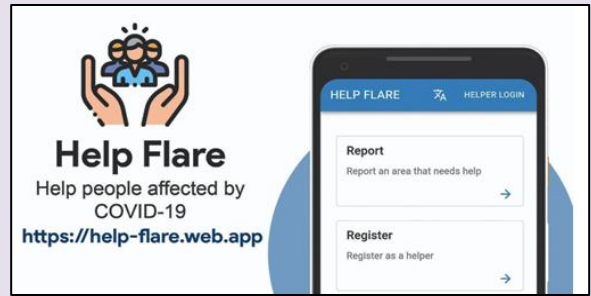 Help Flare
Help people affected by
COVID-19
https://help-flare.web.app
HELP FLARE
HELPER LOGIN
Report
Report an area that needs help
Register
Register as a helper